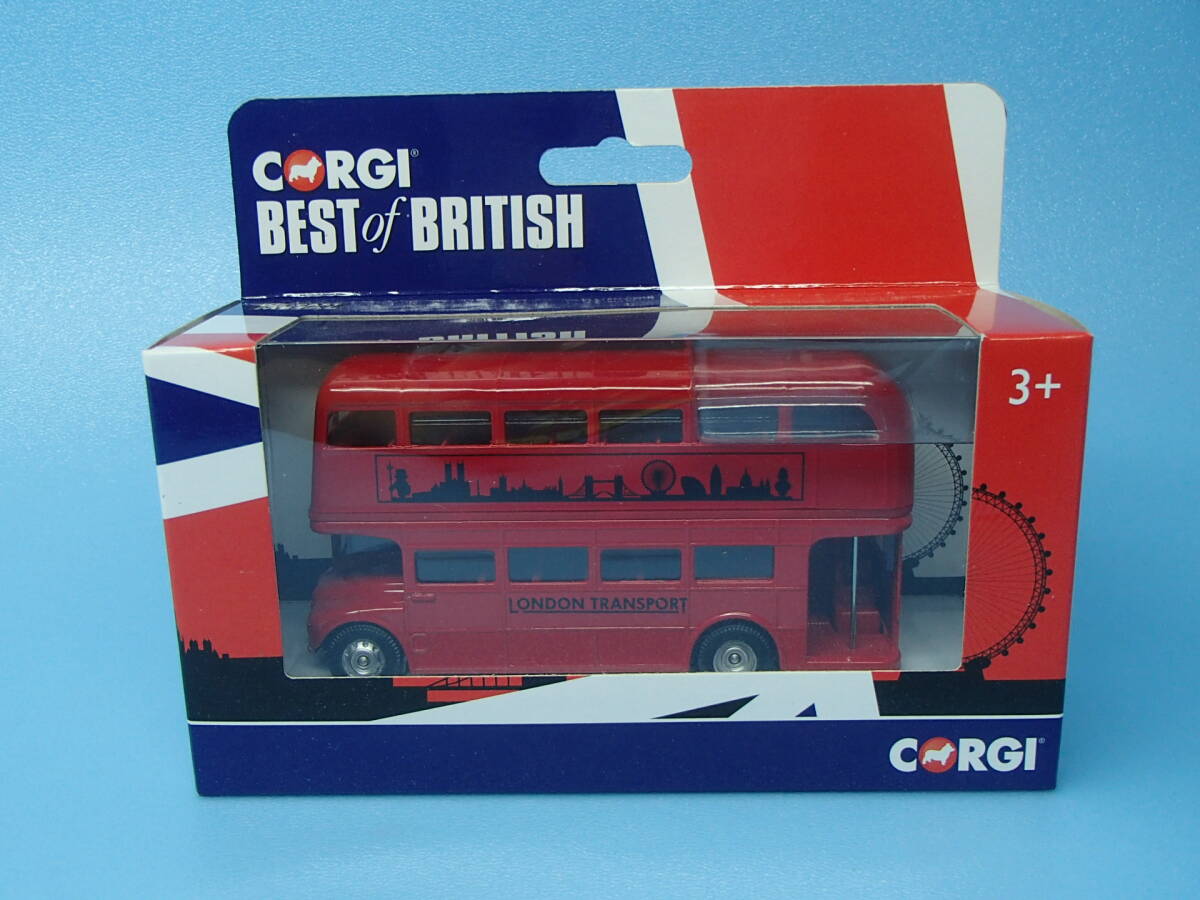 CORGI®
BEST of BRITISH
3+
LONDON TRANSPORT
CORGI®